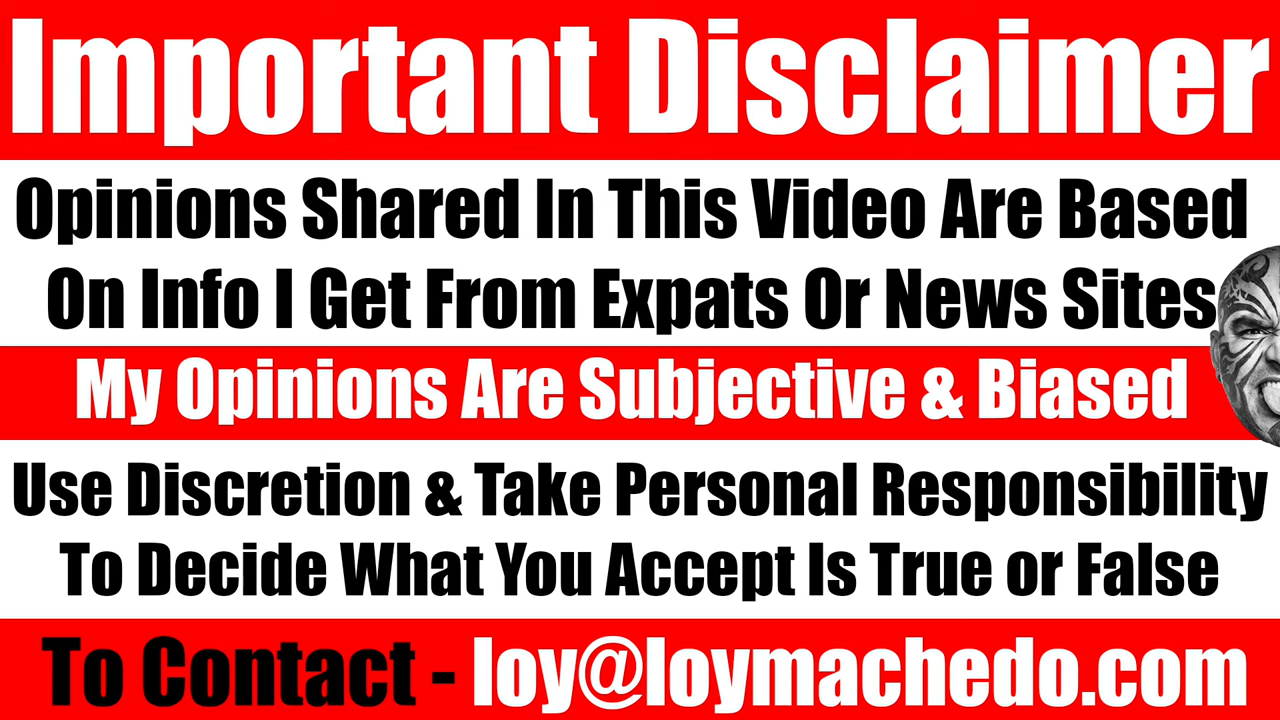 Important Disclaimer
Opinions Shared In This Video Are Based
On Info I Get From Expats Or News Sites
My Opinions Are Subjective & Biased
Use Discretion & Take Personal Responsibility
To Decide What You Accept Is True or False
To Contact - loy@loymachedo.com